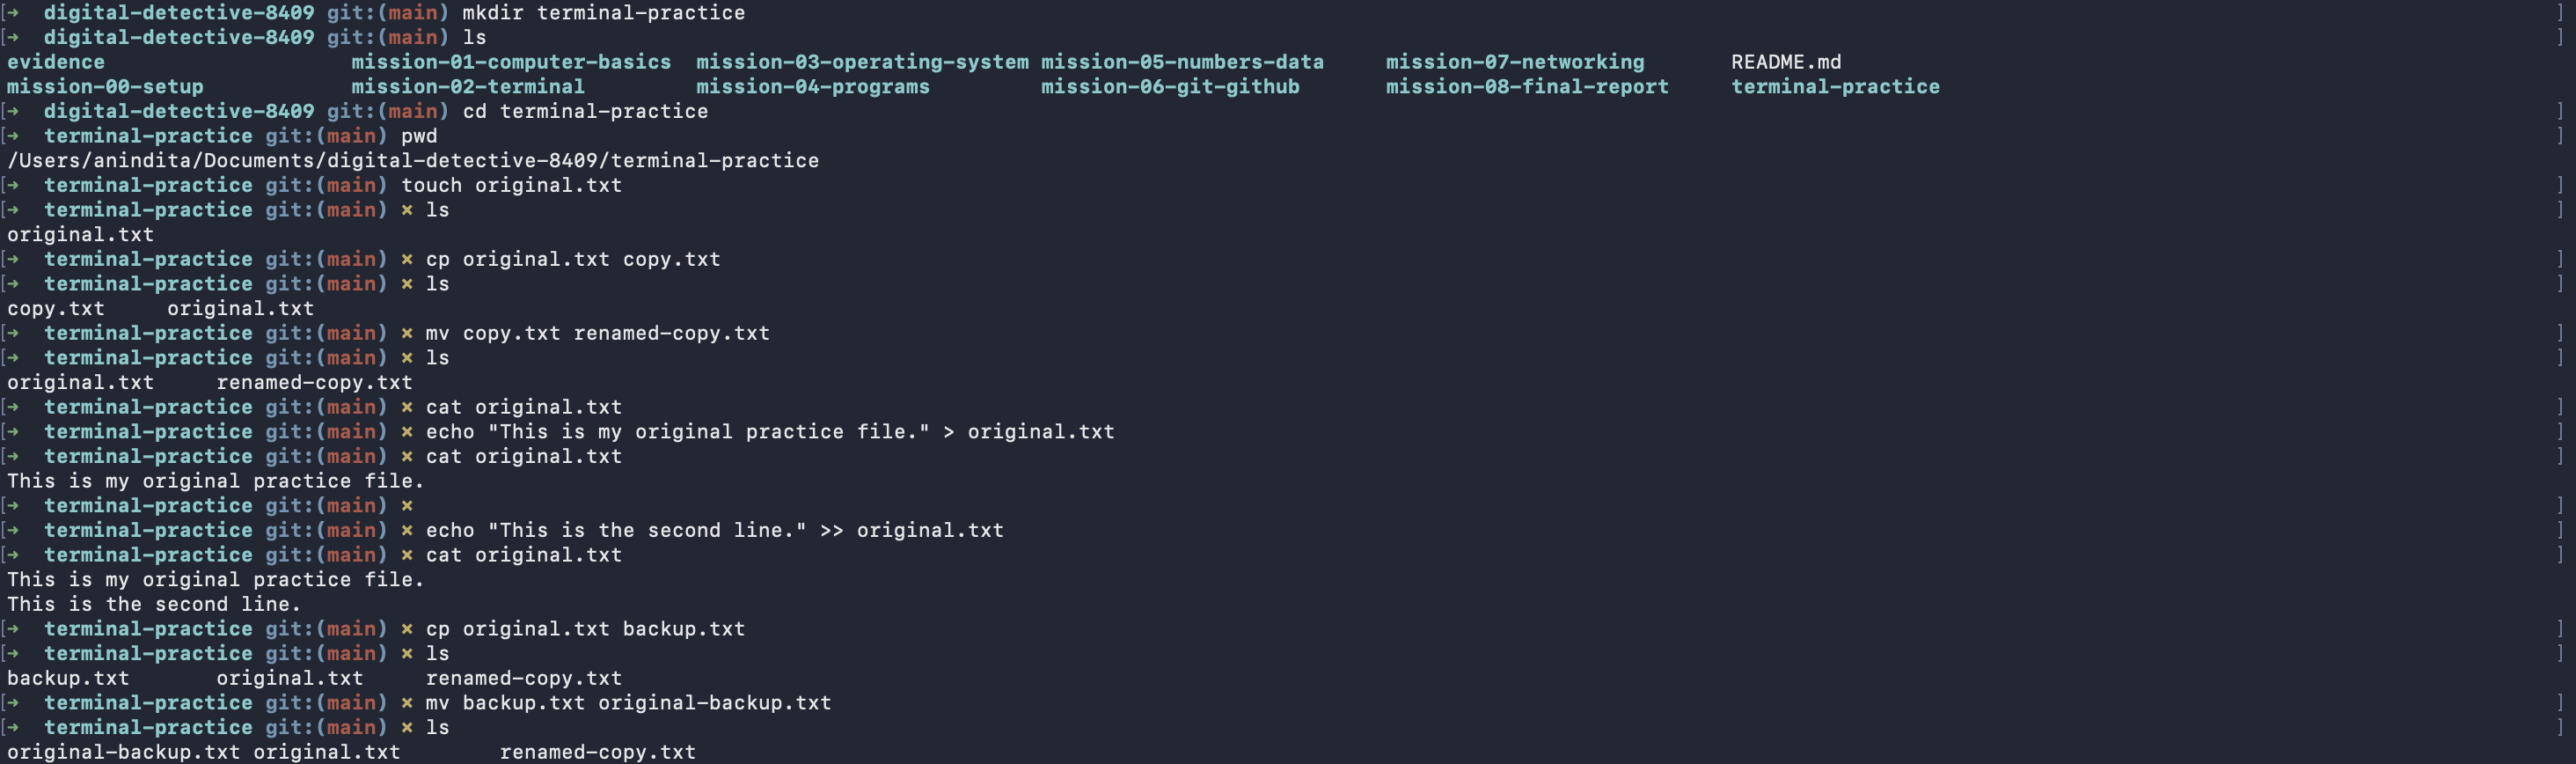 [→  digital-detective-8409 git:(main) mkdir terminal-practice ]
[→  digital-detective-8409 git:(main) ls ]
evidence mission-01-computer-basics mission-03-operating-system mission-05-numbers-data mission-07-networking README.md
mission-00-setup mission-02-terminal mission-04-programs mission-06-git-github mission-08-final-report terminal-practice
[→  digital-detective-8409 git:(main) cd terminal-practice ]
[→  terminal-practice git:(main) pwd ]
/Users/anindita/Documents/digital-detective-8409/terminal-practice
[→  terminal-practice git:(main) touch original.txt ]
[→  terminal-practice git:(main) × ls ]
original.txt
[→  terminal-practice git:(main) × cp original.txt copy.txt ]
[→  terminal-practice git:(main) × ls ]
copy.txt original.txt
[→  terminal-practice git:(main) × mv copy.txt renamed-copy.txt ]
[→  terminal-practice git:(main) × ls ]
original.txt renamed-copy.txt
[→  terminal-practice git:(main) × cat original.txt ]
[→  terminal-practice git:(main) × echo "This is my original practice file." > original.txt ]
[→  terminal-practice git:(main) × cat original.txt ]
This is my original practice file.
[→  terminal-practice git:(main) × ]
[→  terminal-practice git:(main) × echo "This is the second line." >> original.txt ]
[→  terminal-practice git:(main) × cat original.txt ]
This is my original practice file.
This is the second line.
[→  terminal-practice git:(main) × cp original.txt backup.txt ]
[→  terminal-practice git:(main) × ls ]
backup.txt original.txt renamed-copy.txt
[→  terminal-practice git:(main) × mv backup.txt original-backup.txt ]
[→  terminal-practice git:(main) × ls ]
original-backup.txt original.txt renamed-copy.txt